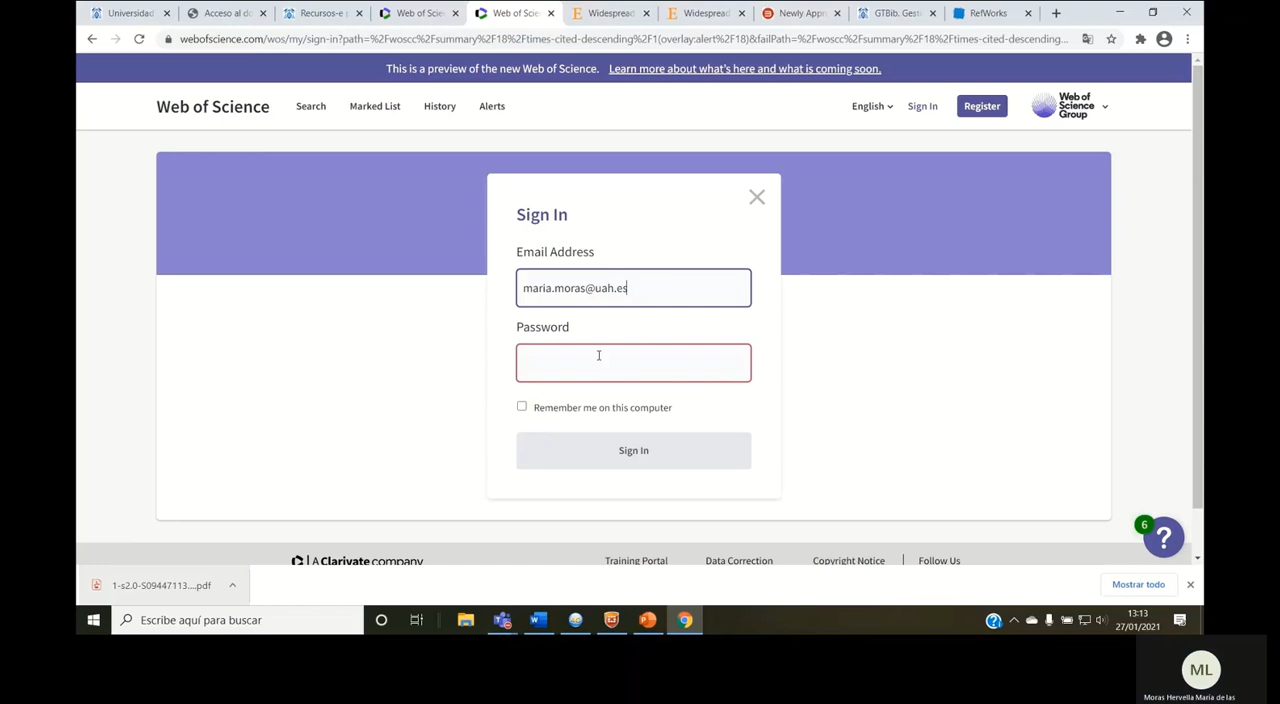 Universidad
Acceso al do
Recursos-e
Web of Scien
Web of Scien
Widespread
Widespread
Newly Appr
GTBib. Gesti
RefWorks
webofscience.com/wos/my/sign-in?path=%2Fwoscc%2Fsummary%2F18%2Ftimes-cited-descending%2F1(overlay:alert%2F18)&failPath=%2Fwoscc%2Fsummary%2F18%2Ftimes-cited-descending...
This is a preview of the new Web of Science. Learn more about what's here and what is coming soon.
Web of Science Search Marked List History Alerts English Sign In Register
Web of
Science
Group
Sign In
Email Address
maria.moras@uah.es
Password
Remember me on this computer
Sign In
6
?
A Clarivate company Training Portal Data Correction Copyright Notice Follow Us
1-s2.0-S09447113....pdf Mostrar todo
Escribe aquí para buscar
13:13
27/01/2021
ML
Moras Hervella María de las